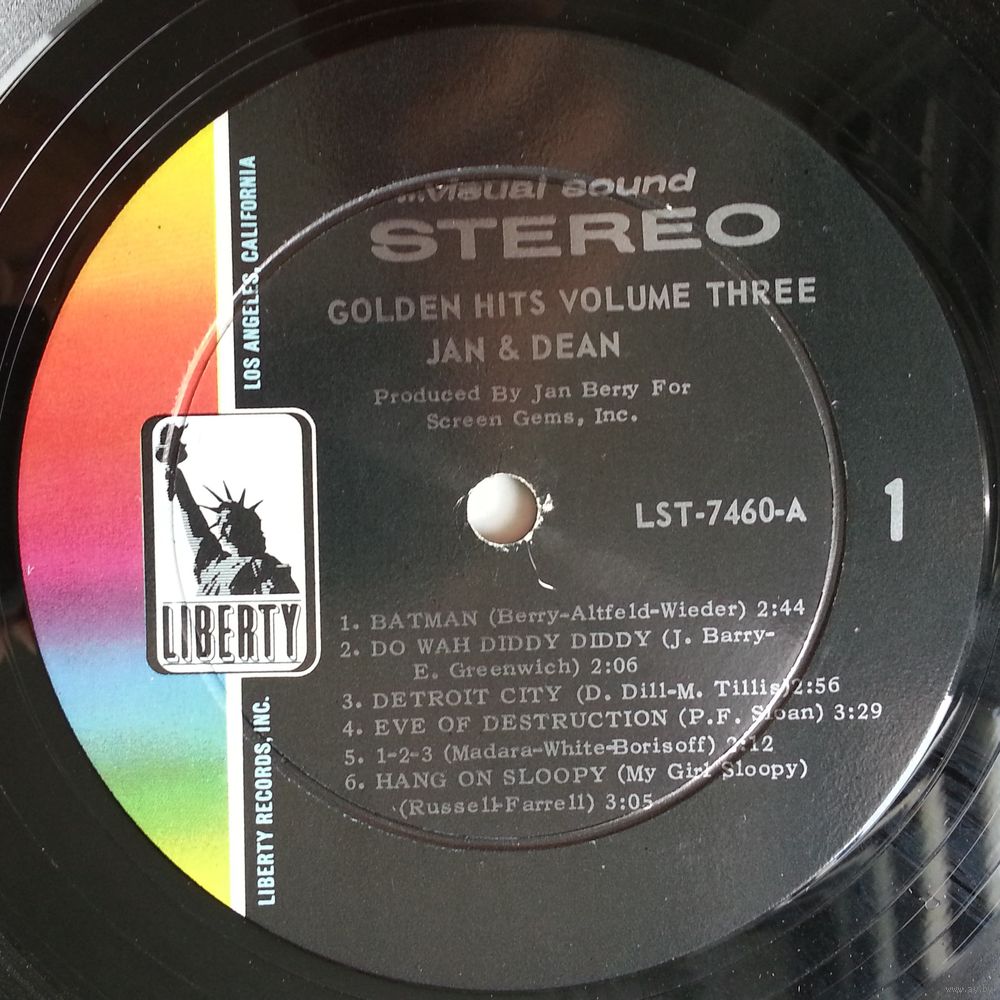 ...visual sound
STEREO
GOLDEN HITS VOLUME THREE
JAN & DEAN
Produced By Jan Berry For
Screen Gems, Inc.
LST-7460-A
1
LOS ANGELES, CALIFORNIA
LIBERTY
LIBERTY RECORDS, INC.
1. BATMAN (Berry-Altfeld-Wieder) 2:44
2. DO WAH DIDDY DIDDY (J. Barry-
E. Greenwich) 2:06
3. DETROIT CITY (D. Dill-M. Tillis) 2:56
4. EVE OF DESTRUCTION (P.F. Sloan) 3:29
5. 1-2-3 (Madara-White-Borisoff) 2:12
6. HANG ON SLOOPY (My Girl Sloopy)
(Russell-Farrell) 3:05
www.ay.by